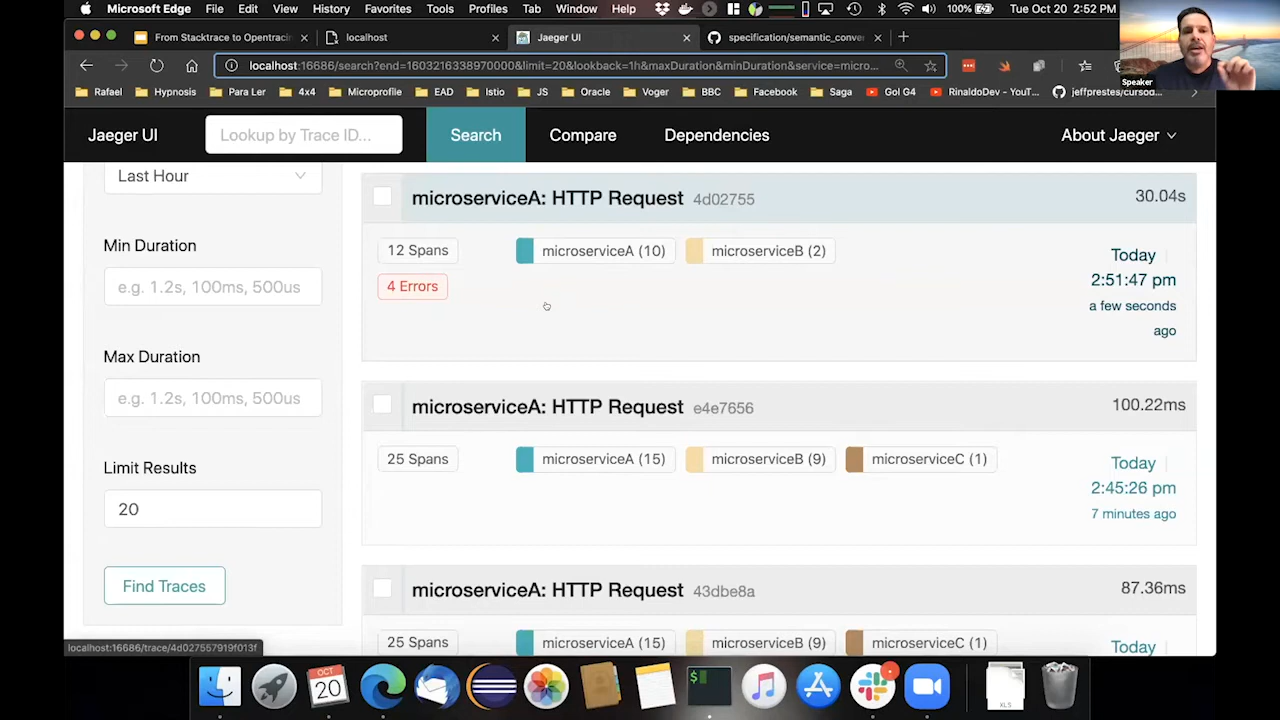 Microsoft Edge File Edit View History Favorites Tools Profiles Tab Window Help 100% Tue Oct 20 2:52 PM
From Stacktrace to Opentracin
localhost
Jaeger UI
specification/semantic_conve
localhost:16686/search?end=1603216338970000&limit=20&lookback=1h&maxDuration&minDuration&service=micro...
Speaker
Rafael Hypnosis Para Ler 4x4 Microprofile EAD Istio JS Oracle Voger BBC Facebook Saga Gol G4 RinaldoDev - YouT... jeffprestes/cursod...
Jaeger UI Lookup by Trace ID... Search Compare Dependencies About Jaeger
Last Hour
Min Duration
e.g. 1.2s, 100ms, 500us
Max Duration
e.g. 1.2s, 100ms, 500us
Limit Results
20
Find Traces
microserviceA: HTTP Request 4d02755 30.04s
12 Spans microserviceA (10) microserviceB (2)
4 Errors
Today
2:51:47 pm
a few seconds
ago
microserviceA: HTTP Request e4e7656 100.22ms
25 Spans microserviceA (15) microserviceB (9) microserviceC (1)
Today
2:45:26 pm
7 minutes ago
microserviceA: HTTP Request 43dbe8a 87.36ms
25 Spans microserviceA (15) microserviceB (9) microserviceC (1)
Today
localhost:16686/trace/4d027557919f013f
OCT
20
XLS